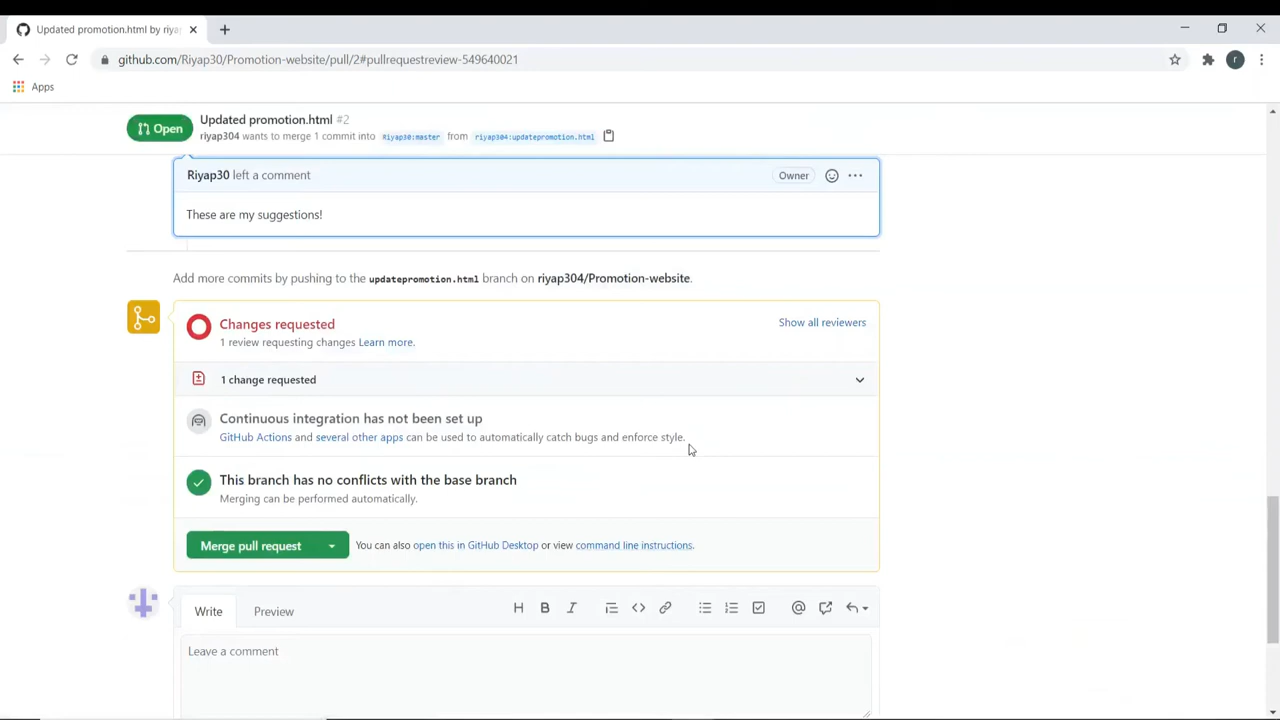 Updated promotion.html by riya
github.com/Riyap30/Promotion-website/pull/2#pullrequestreview-549640021
r
Apps
Open
Updated promotion.html #2
riyap304 wants to merge 1 commit into Riyap30:master from riyap304:updatepromotion.html
Riyap30 left a comment
Owner
These are my suggestions!
Add more commits by pushing to the updatepromotion.html branch on riyap304/Promotion-website.
Changes requested
Show all reviewers
1 review requesting changes Learn more.
1 change requested
Continuous integration has not been set up
GitHub Actions and several other apps can be used to automatically catch bugs and enforce style.
This branch has no conflicts with the base branch
Merging can be performed automatically.
Merge pull request
You can also open this in GitHub Desktop or view command line instructions.
Write Preview
Leave a comment